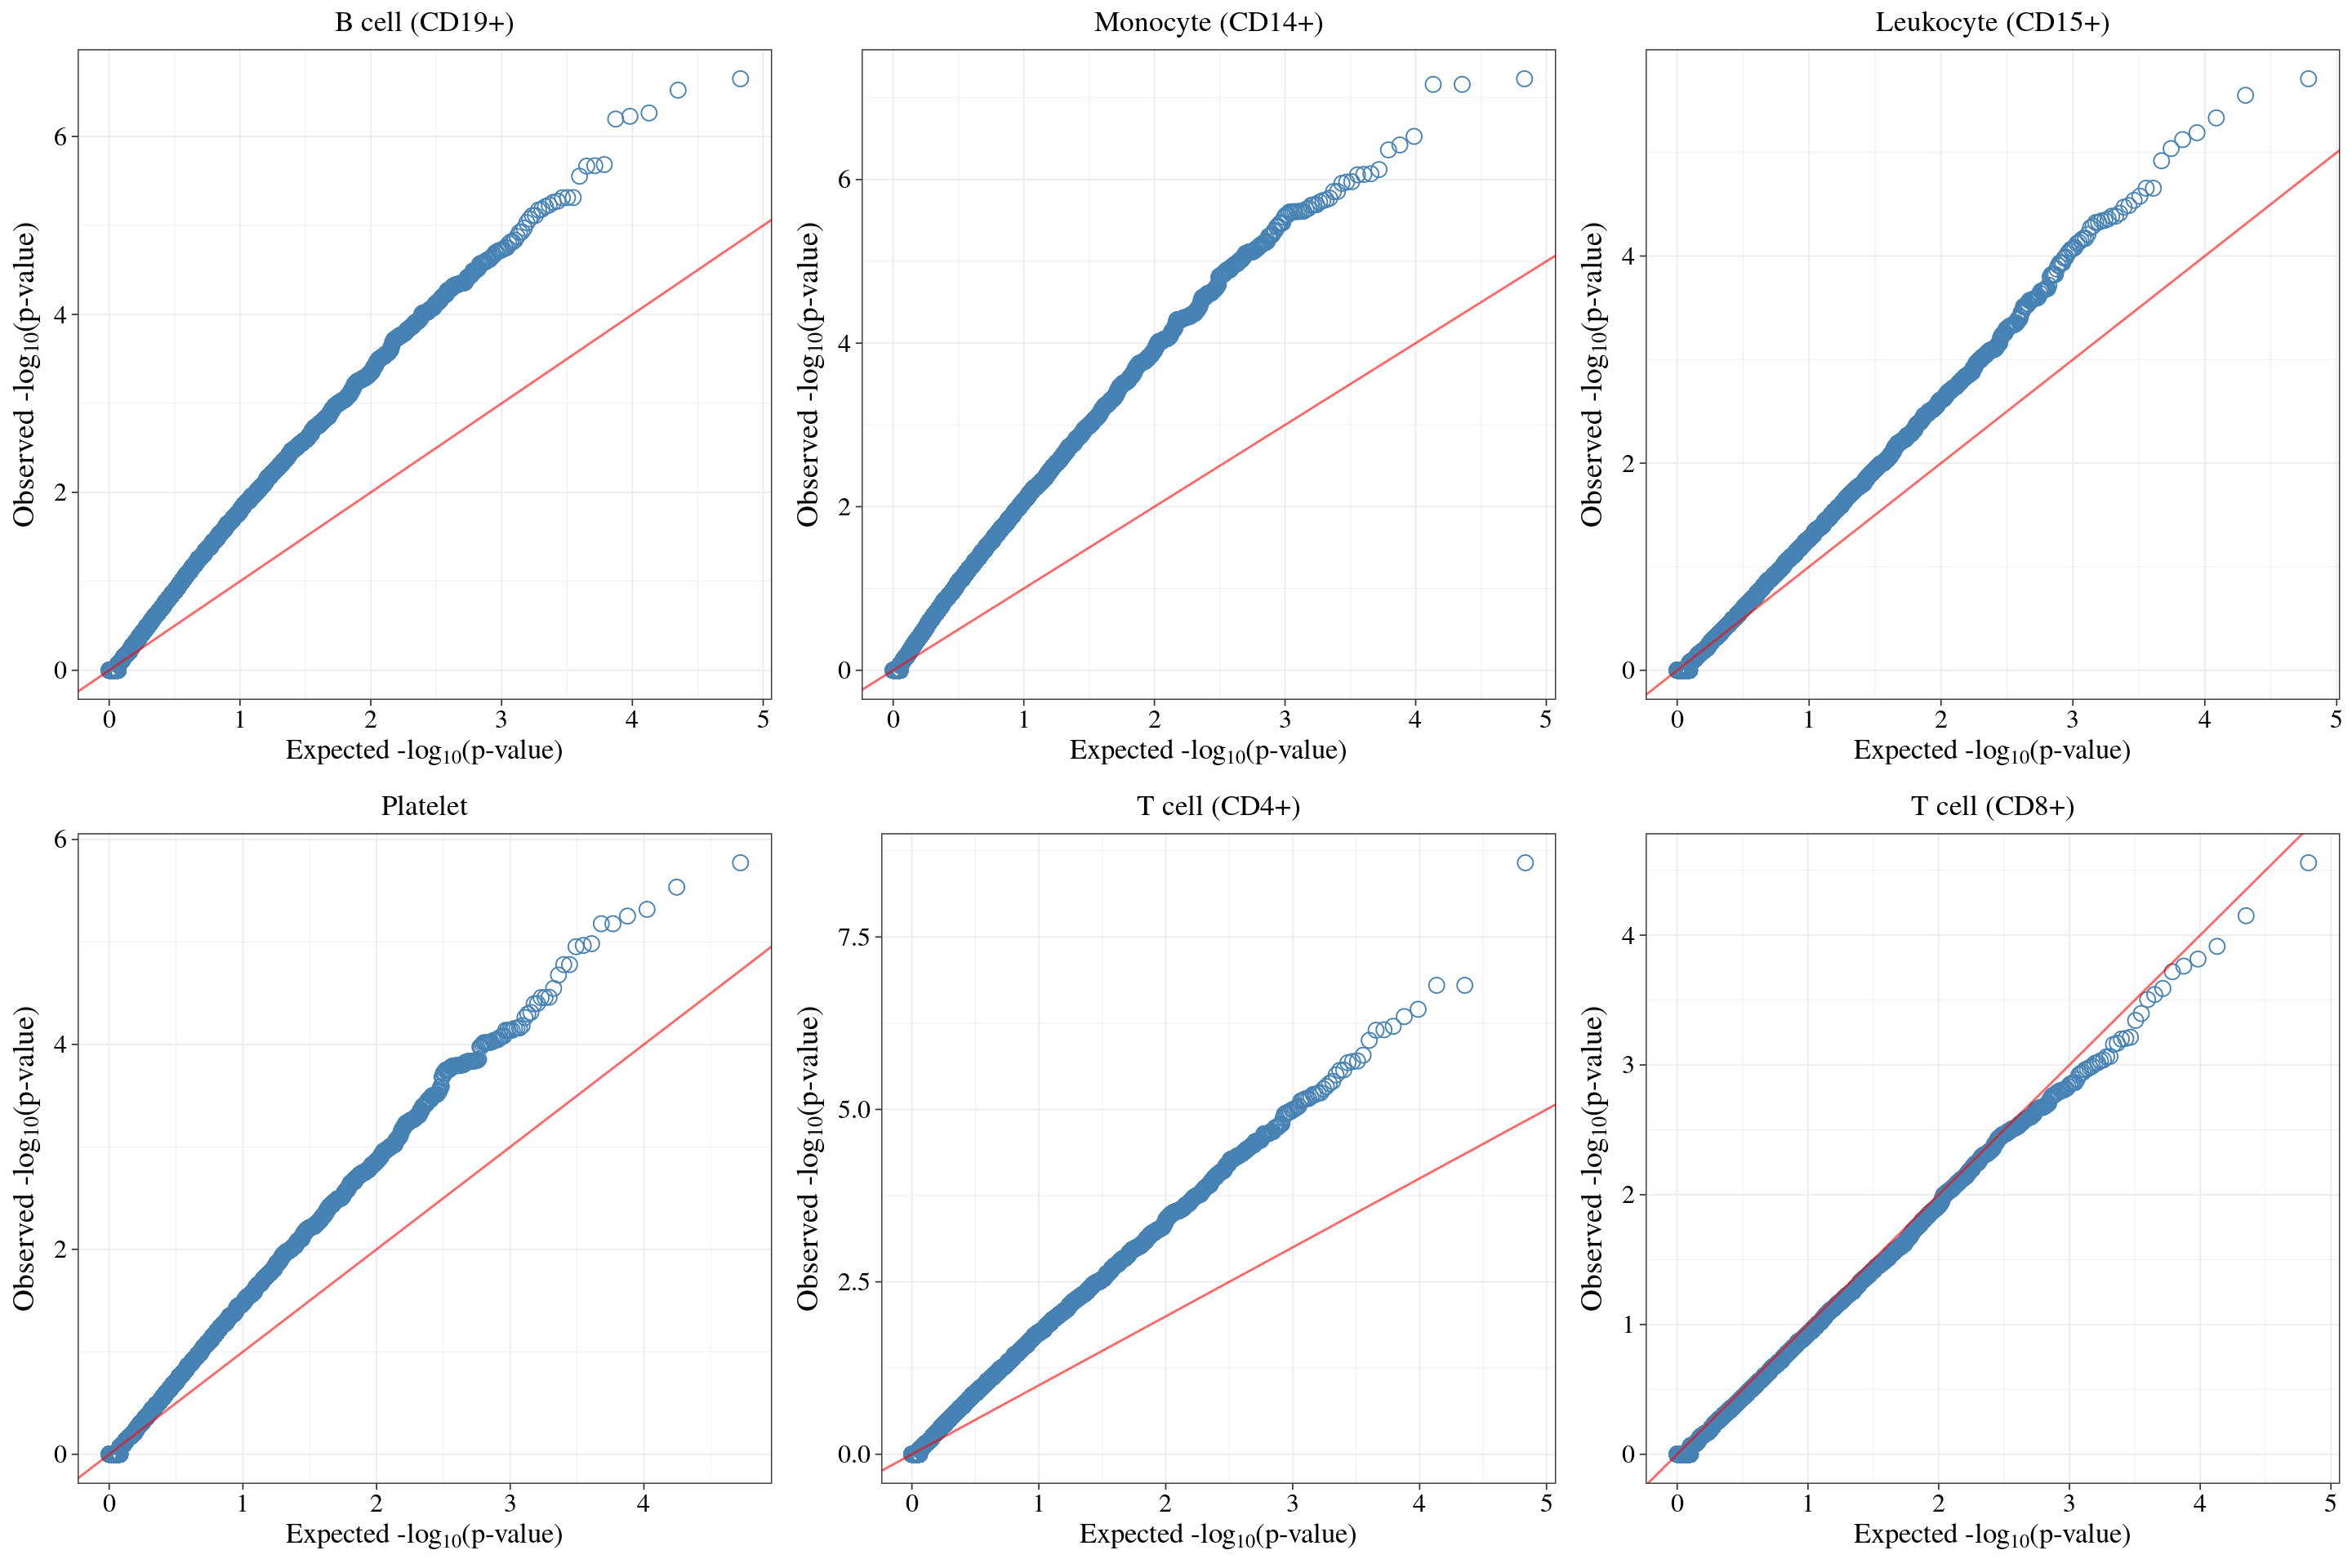 B cell (CD19+)
6
4
2
0
Observed -log10(p-value)
0 1 2 3 4 5
Expected -log10(p-value)
Monocyte (CD14+)
6
4
2
0
Observed -log10(p-value)
0 1 2 3 4 5
Expected -log10(p-value)
Leukocyte (CD15+)
4
2
0
Observed -log10(p-value)
0 1 2 3 4 5
Expected -log10(p-value)
Platelet
6
4
2
0
Observed -log10(p-value)
0 1 2 3 4
Expected -log10(p-value)
T cell (CD4+)
7.5
5.0
2.5
0.0
Observed -log10(p-value)
0 1 2 3 4 5
Expected -log10(p-value)
T cell (CD8+)
4
3
2
1
0
Observed -log10(p-value)
0 1 2 3 4 5
Expected -log10(p-value)